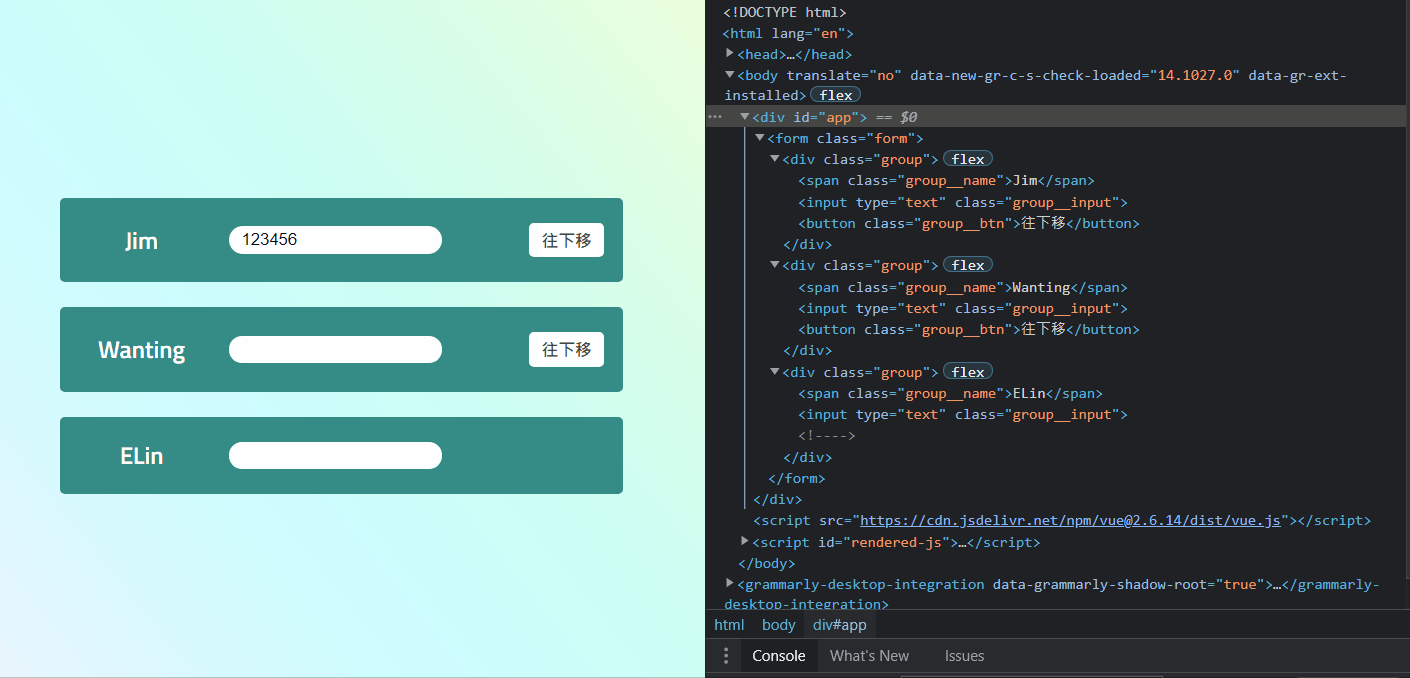 Jim
123456
往下移
Wanting
往下移
ELin
<!DOCTYPE html>
<html lang="en">
<head>…</head>
<body translate="no" data-new-gr-c-s-check-loaded="14.1027.0" data-gr-ext-
installed> flex
<div id="app"> == $0
<form class="form">
<div class="group"> flex
<span class="group__name">Jim</span>
<input type="text" class="group__input">
<button class="group__btn">往下移</button>
</div>
<div class="group"> flex
<span class="group__name">Wanting</span>
<input type="text" class="group__input">
<button class="group__btn">往下移</button>
</div>
<div class="group"> flex
<span class="group__name">ELin</span>
<input type="text" class="group__input">
<!---->
</div>
</form>
</div>
<script src="https://cdn.jsdelivr.net/npm/vue@2.6.14/dist/vue.js"></script>
<script id="rendered-js">…</script>
</body>
<grammarly-desktop-integration data-grammarly-shadow-root="true">…</grammarly-
desktop-integration>
html body div#app
Console What's New Issues